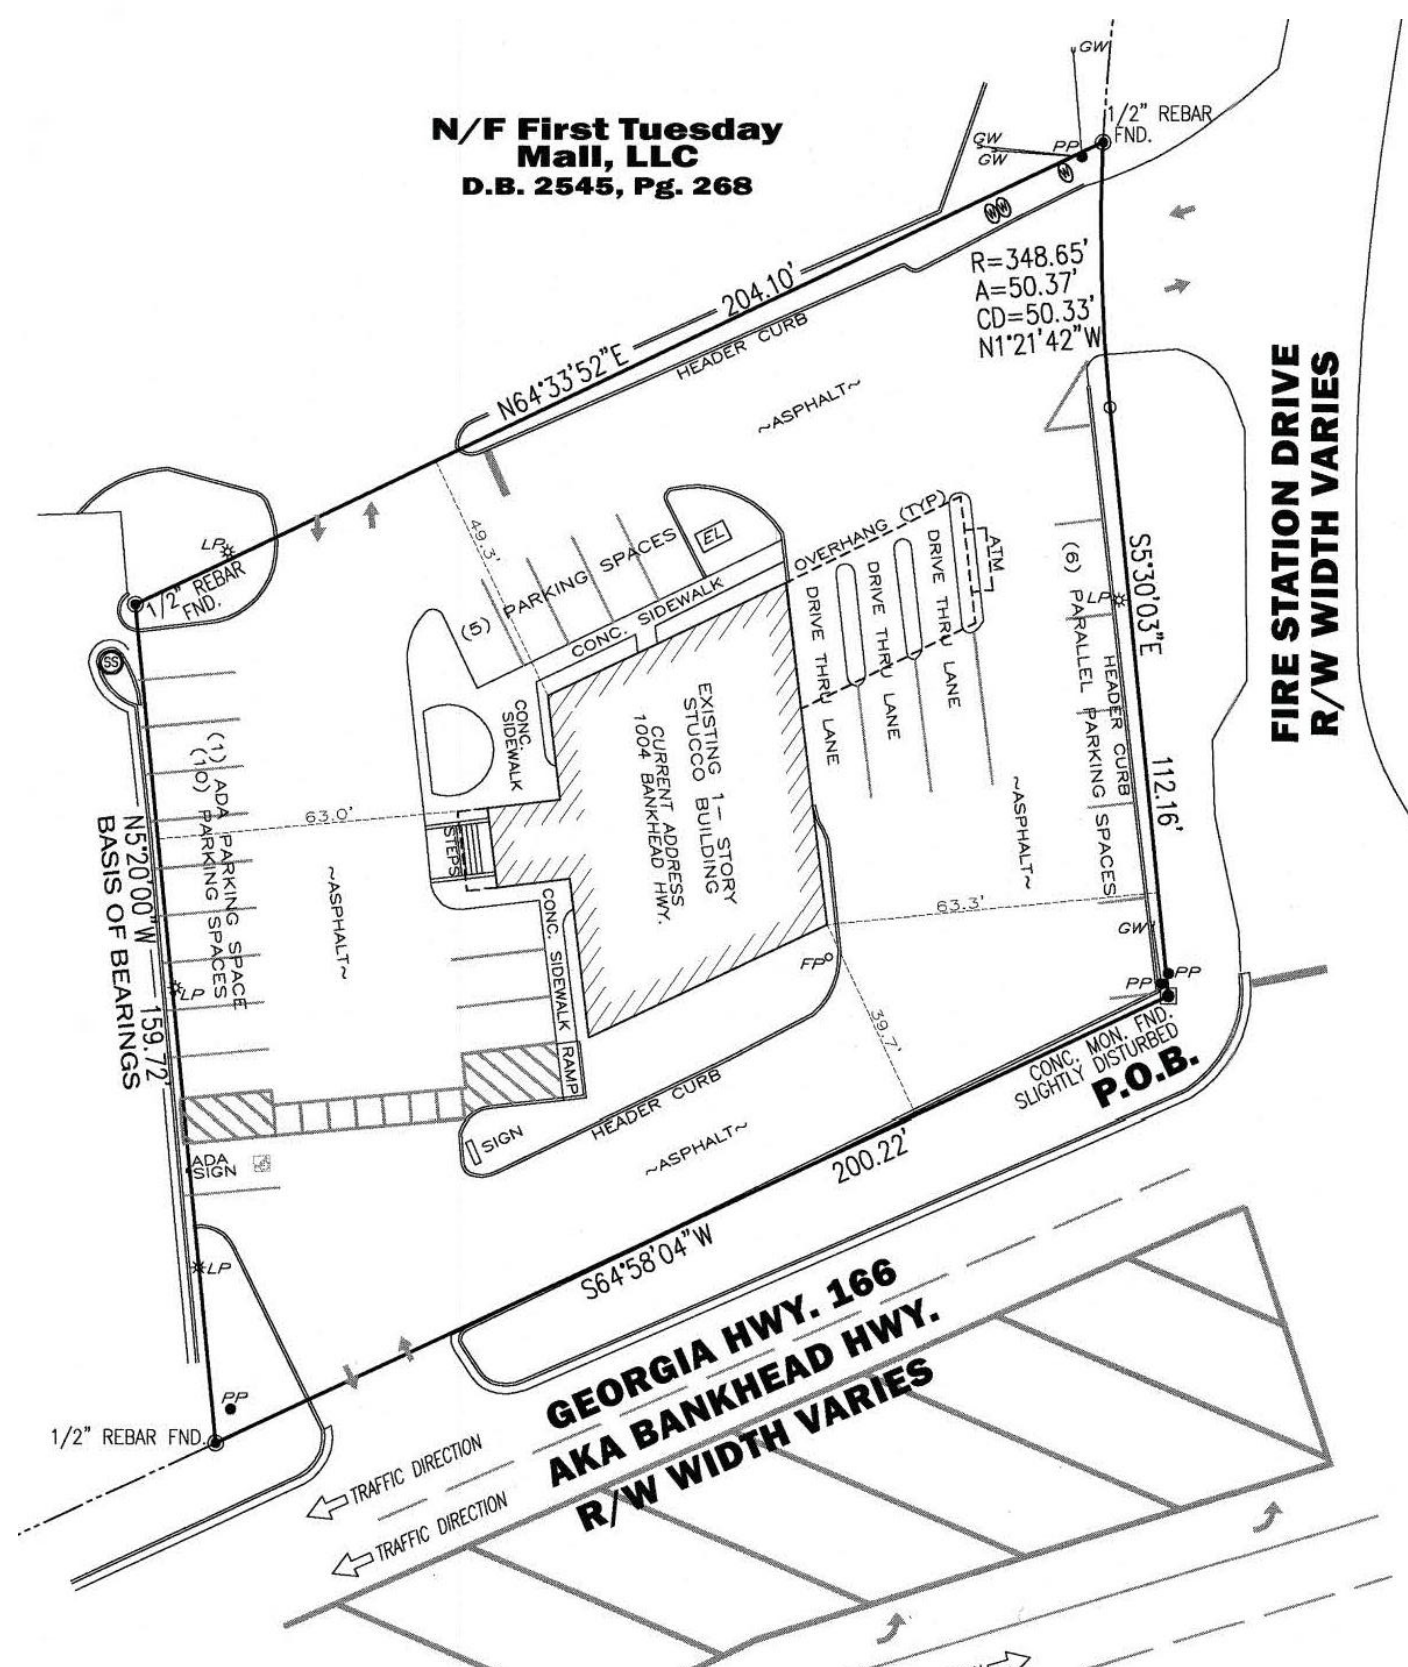 GW
1/2" REBAR
FND.
N/F First Tuesday
Mall, LLC
D.B. 2545, Pg. 268
GW
GW
PP
W
W W
R=348.65'
A=50.37'
CD=50.33'
N1°21'42"W
N64°33'52"E 204.10'
HEADER CURB
~ASPHALT~
FIRE STATION DRIVE
R/W WIDTH VARIES
LP
1/2" REBAR
FND.
SS
49.3'
(5) PARKING SPACES
EL
CONC. SIDEWALK
OVERHANG (TYP)
ATM
DRIVE THRU LANE
DRIVE THRU LANE
DRIVE THRU LANE
S5°30'03"E 112.16'
LP
(6) PARALLEL PARKING SPACES
HEADER CURB
CONC.
SIDEWALK
EXISTING 1- STORY
STUCCO BUILDING
CURRENT ADDRESS
1004 BANKHEAD HWY.
(1) ADA PARKING SPACE
(10) PARKING SPACES
63.0'
STEPS
~ASPHALT~
N5°20'00"W 159.72'
BASIS OF BEARINGS
LP
CONC. SIDEWALK
RAMP
~ASPHALT~
63.3'
GW
FP
PP
PP
39.7'
CONC. MON. FND.
SLIGHTLY DISTURBED
P.O.B.
HEADER CURB
SIGN
~ASPHALT~
ADA
SIGN
200.22'
S64°58'04"W
LP
PP
1/2" REBAR FND.
GEORGIA HWY. 166
AKA BANKHEAD HWY.
R/W WIDTH VARIES
TRAFFIC DIRECTION
TRAFFIC DIRECTION